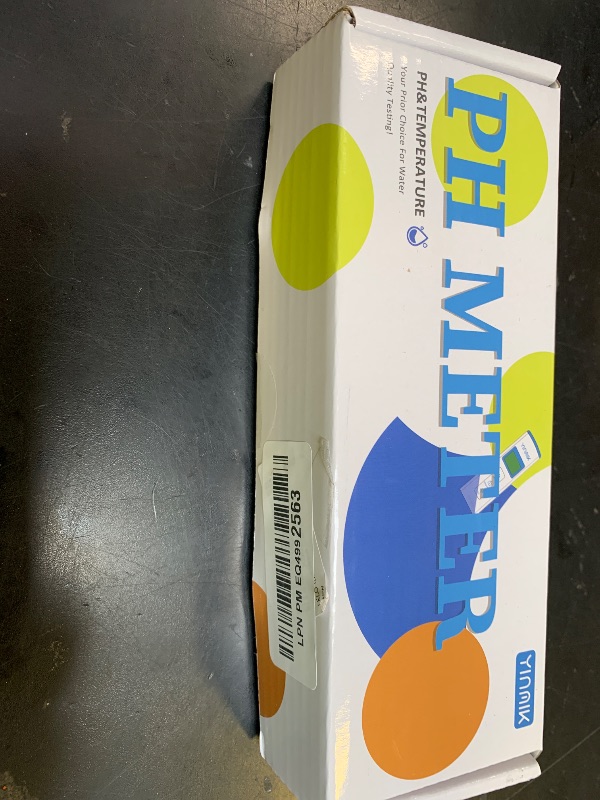 PH METER
PH&TEMPERATURE
Your Prior Choice For Water
Quality Testing!
YINMIK
LPN PM EQ4992563